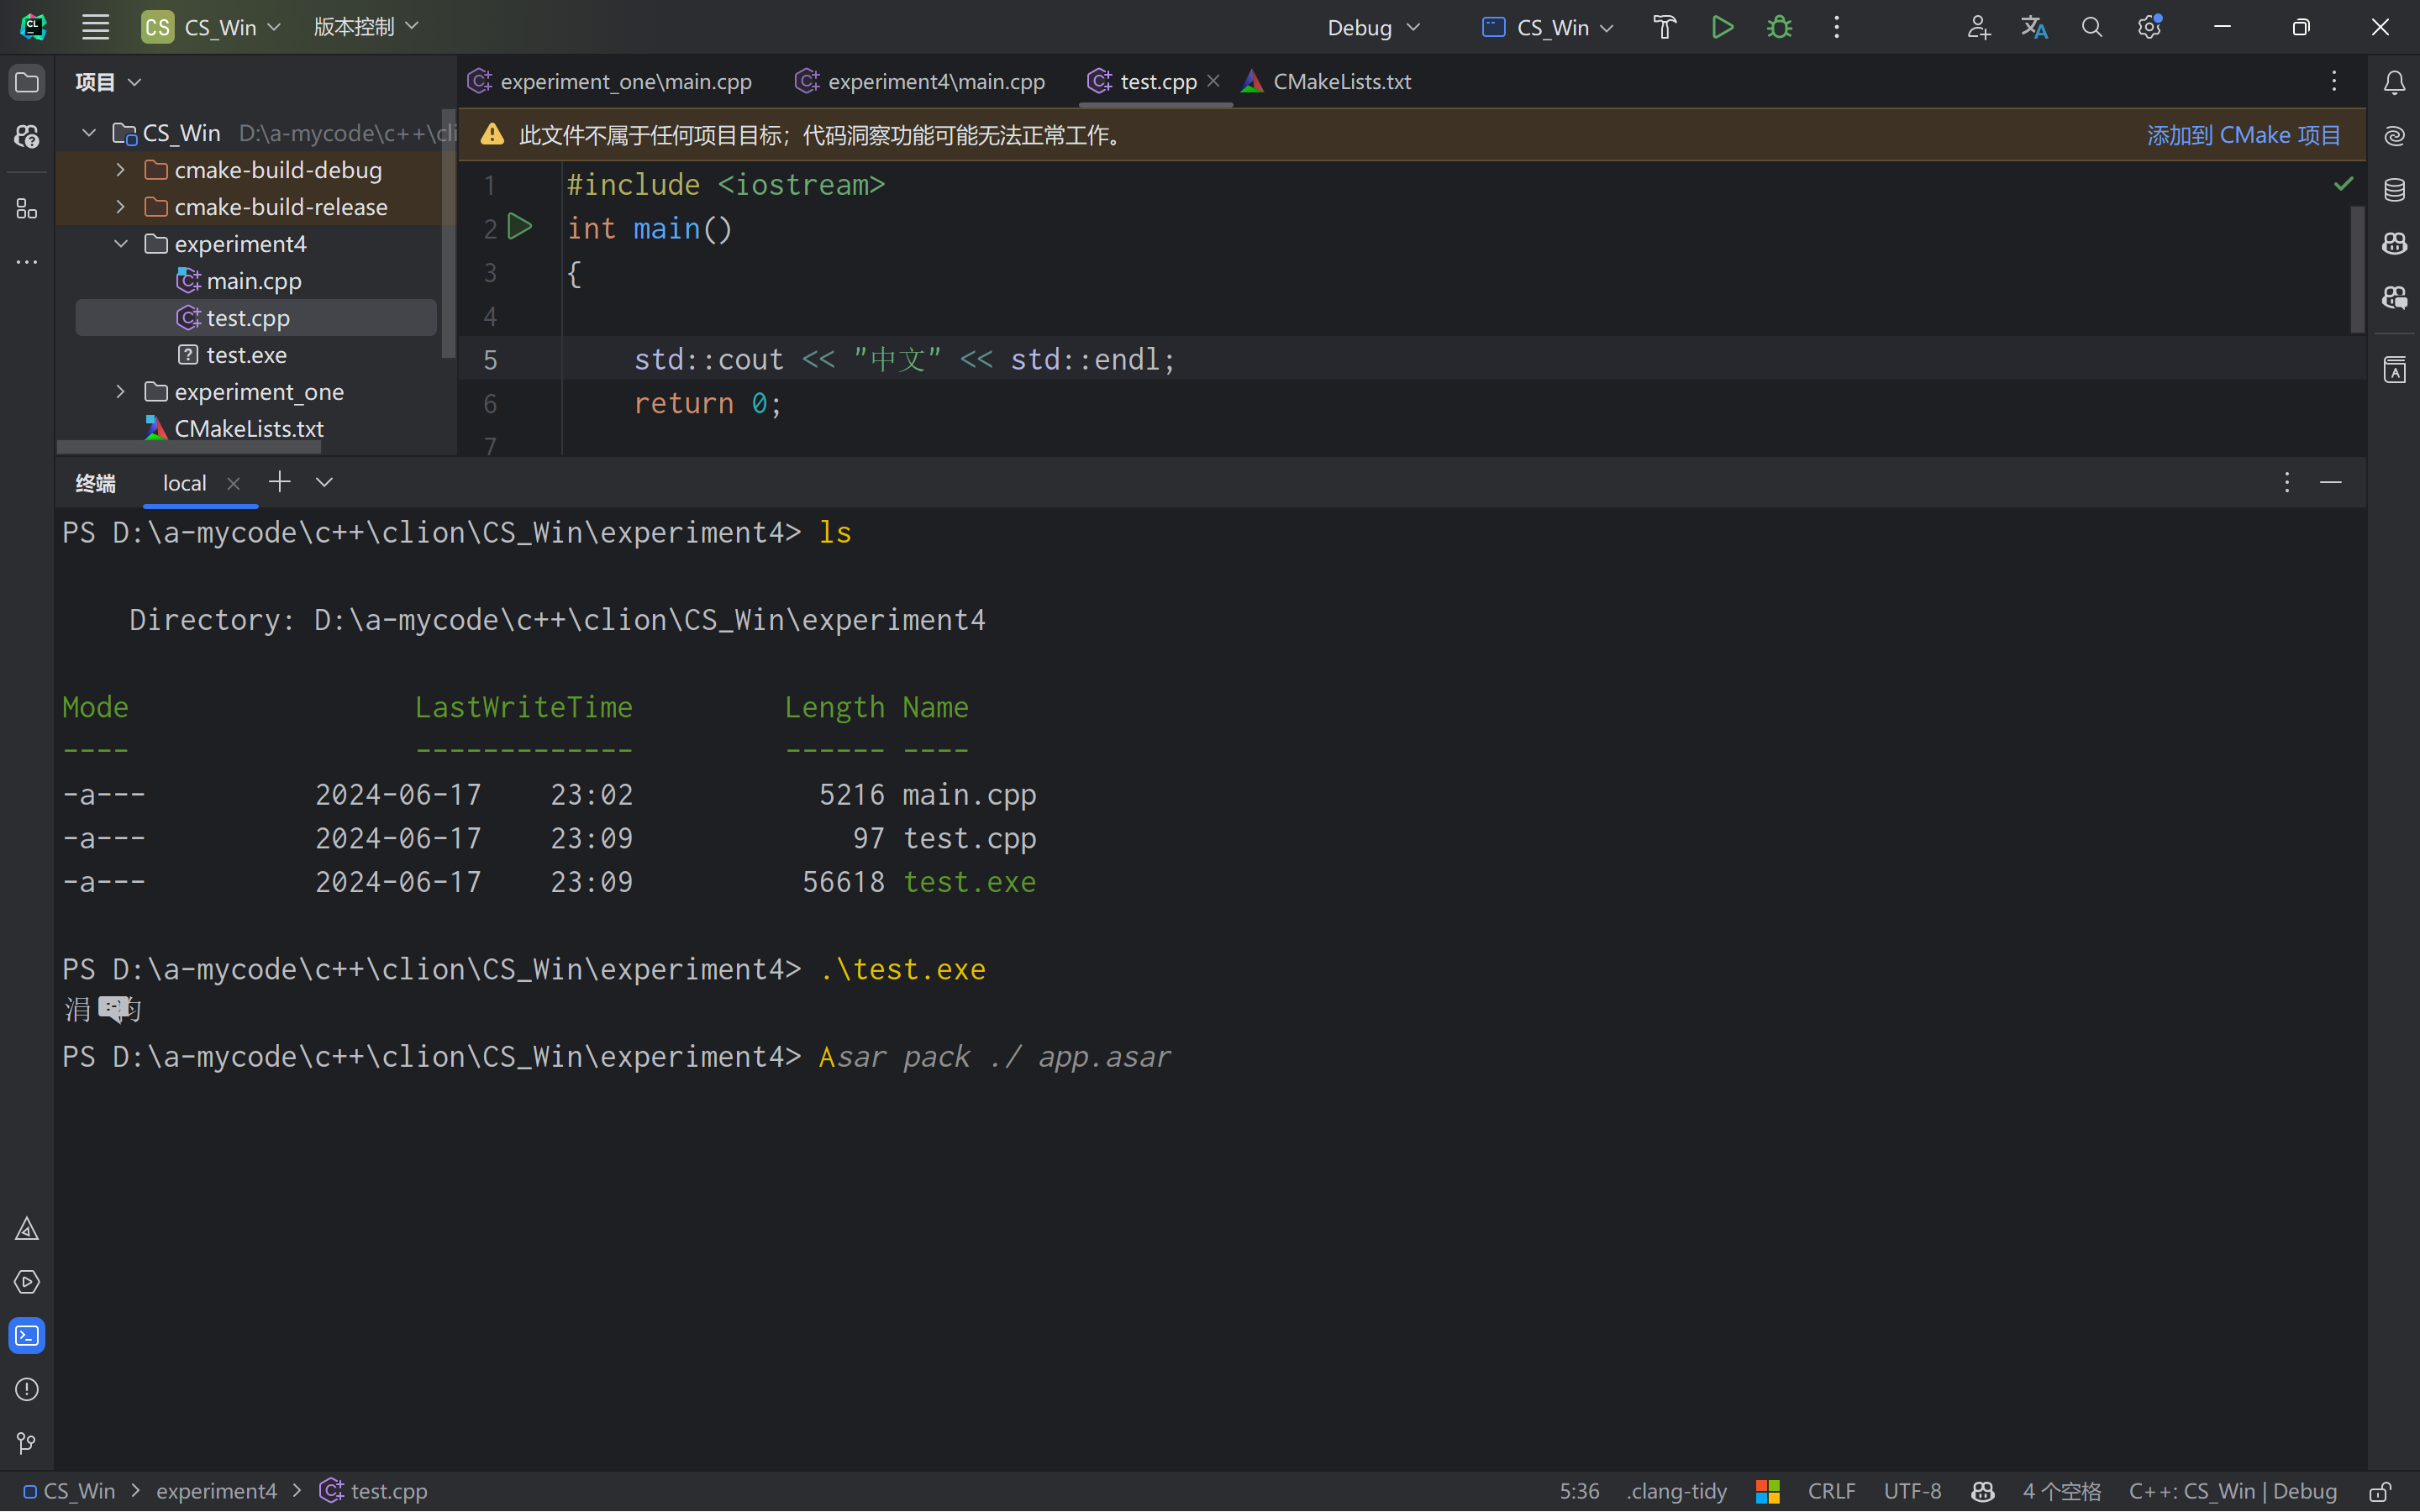 CS CS_Win 版本控制 Debug CS_Win
项目
CS_Win D:\a-mycode\c++\cli
cmake-build-debug
cmake-build-release
experiment4
main.cpp
test.cpp
test.exe
experiment_one
CMakeLists.txt
experiment_one\main.cpp experiment4\main.cpp test.cpp CMakeLists.txt
此文件不属于任何项目目标；代码洞察功能可能无法正常工作。 添加到 CMake 项目
1 #include <iostream>
2 int main()
3 {
4
5 std::cout << "中文" << std::endl;
6 return 0;
7
终端 local
PS D:\a-mycode\c++\clion\CS_Win\experiment4> ls
Directory: D:\a-mycode\c++\clion\CS_Win\experiment4
Mode LastWriteTime Length Name
---- ------------- ------ ----
-a--- 2024-06-17 23:02 5216 main.cpp
-a--- 2024-06-17 23:09 97 test.cpp
-a--- 2024-06-17 23:09 56618 test.exe
PS D:\a-mycode\c++\clion\CS_Win\experiment4> .\test.exe
涓
PS D:\a-mycode\c++\clion\CS_Win\experiment4> Asar pack ./ app.asar
CS_Win > experiment4 > test.cpp 5:36 .clang-tidy CRLF UTF-8 4 个空格 C++: CS_Win | Debug